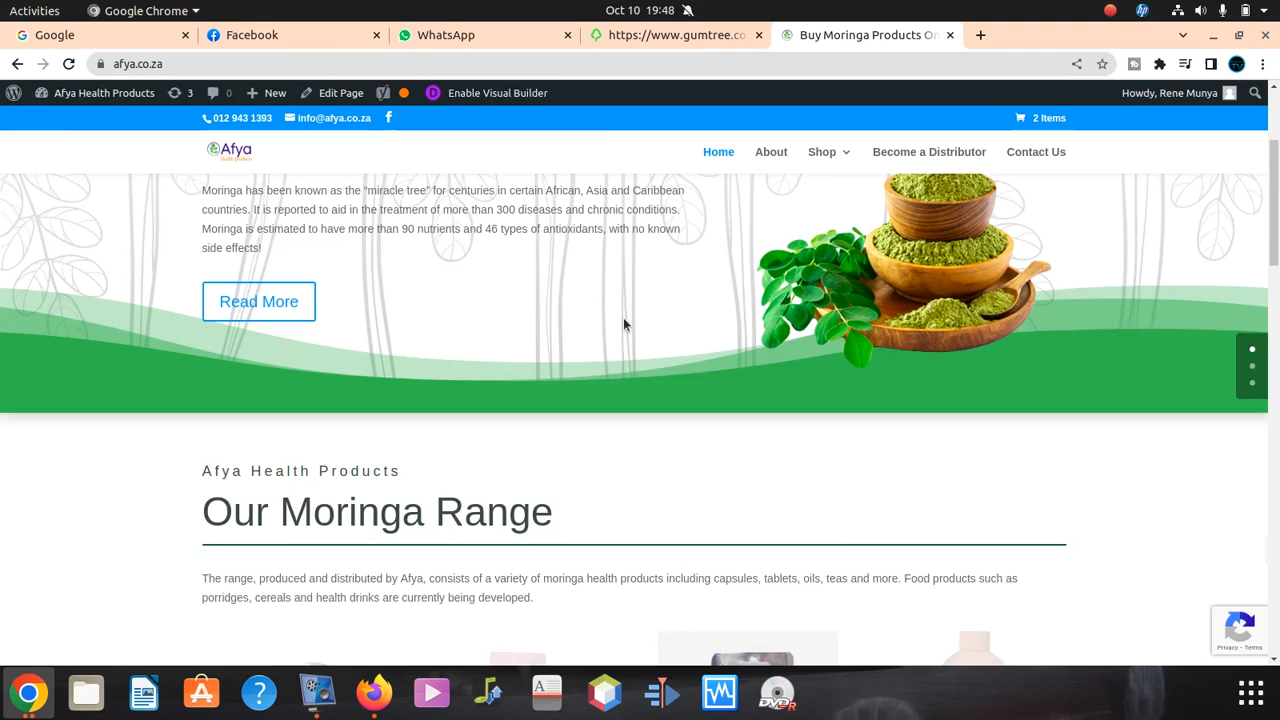 Activities
Google Chrome
Oct 10 19:48
Google
Facebook
WhatsApp
https://www.gumtree.co
Buy Moringa Products On
afya.co.za
Afya Health Products
3
0
New
Edit Page
Enable Visual Builder
Howdy, Rene Munya
012 943 1393
info@afya.co.za
2 Items
Afya
Health products
Home
About
Shop
Become a Distributor
Contact Us
Moringa has been known as the “miracle tree” for centuries in certain African, Asia and Caribbean
countries. It is reported to aid in the treatment of more than 300 diseases and chronic conditions.
Moringa is estimated to have more than 90 nutrients and 46 types of antioxidants, with no known
side effects!
Read More
Afya Health Products
Our Moringa Range
The range, produced and distributed by Afya, consists of a variety of moringa health products including capsules, tablets, oils, teas and more. Food products such as
porridges, cereals and health drinks are currently being developed.
Privacy - Terms